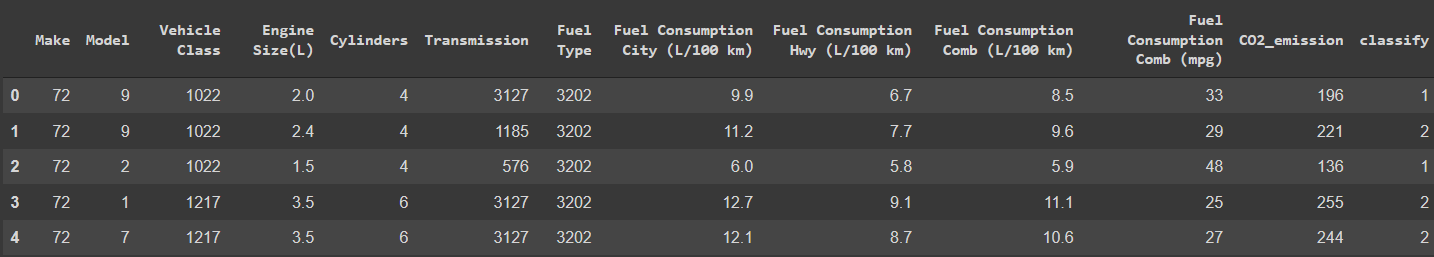 Make Model Vehicle Class Engine Size(L) Cylinders Transmission Fuel Type Fuel Consumption City (L/100 km) Fuel Consumption Hwy (L/100 km) Fuel Consumption Comb (L/100 km) Fuel Consumption Comb (mpg) CO2_emission classify
0 72 9 1022 2.0 4 3127 3202 9.9 6.7 8.5 33 196 1
1 72 9 1022 2.4 4 1185 3202 11.2 7.7 9.6 29 221 2
2 72 2 1022 1.5 4 576 3202 6.0 5.8 5.9 48 136 1
3 72 1 1217 3.5 6 3127 3202 12.7 9.1 11.1 25 255 2
4 72 7 1217 3.5 6 3127 3202 12.1 8.7 10.6 27 244 2